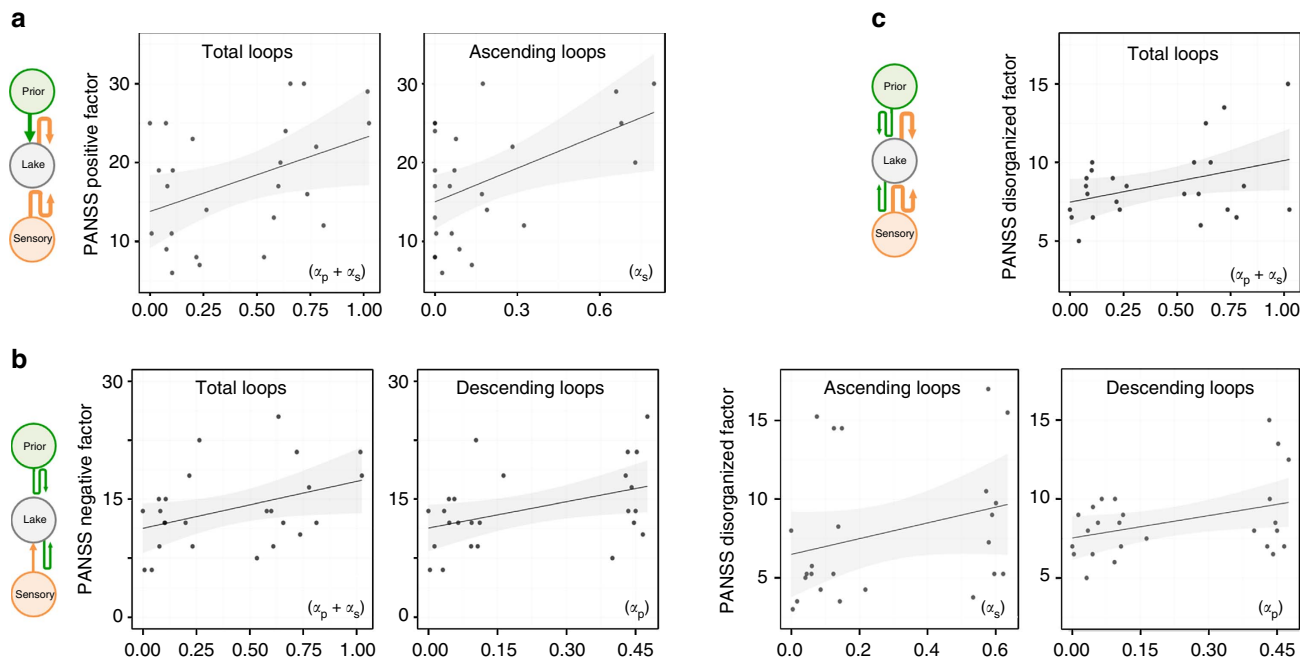 a
Total loops
Ascending loops
Prior
Lake
Sensory
PANSS positive factor
30
20
10
(αp + αs)
0.00 0.25 0.50 0.75 1.00
30
20
10
(αs)
0.0 0.3 0.6
c
Total loops
Prior
Lake
Sensory
PANSS disorganized factor
15
10
5
(αp + αs)
0.00 0.25 0.50 0.75 1.00
b
Total loops
Descending loops
Prior
Lake
Sensory
PANSS negative factor
30
15
0
(αp + αs)
0.00 0.25 0.50 0.75 1.00
30
15
0
(αp)
0.00 0.15 0.30 0.45
Ascending loops
Descending loops
PANSS disorganized factor
15
10
5
(αs)
0.0 0.2 0.4 0.6
15
10
5
(αp)
0.00 0.15 0.30 0.45